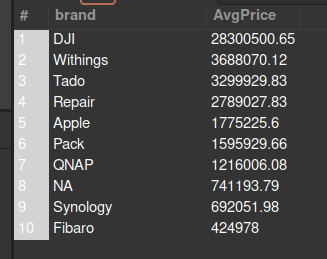 # brand AvgPrice
1 DJI 28300500.65
2 Withings 3688070.12
3 Tado 3299929.83
4 Repair 2789027.83
5 Apple 1775225.6
6 Pack 1595929.66
7 QNAP 1216006.08
8 NA 741193.79
9 Synology 692051.98
10 Fibaro 424978